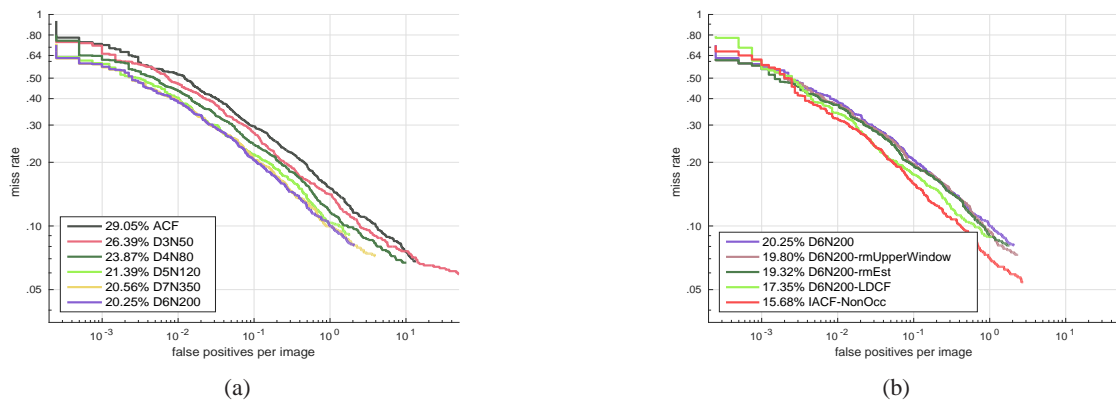 1
.80
.64
.50
.40
.30
.20
.10
.05
miss rate
10^-3
10^-2
10^-1
10^0
10^1
false positives per image
29.05% ACF
26.39% D3N50
23.87% D4N80
21.39% D5N120
20.56% D7N350
20.25% D6N200
(a)
1
.80
.64
.50
.40
.30
.20
.10
.05
miss rate
10^-3
10^-2
10^-1
10^0
10^1
false positives per image
20.25% D6N200
19.80% D6N200-rmUpperWindow
19.32% D6N200-rmEst
17.35% D6N200-LDCF
15.68% IACF-NonOcc
(b)